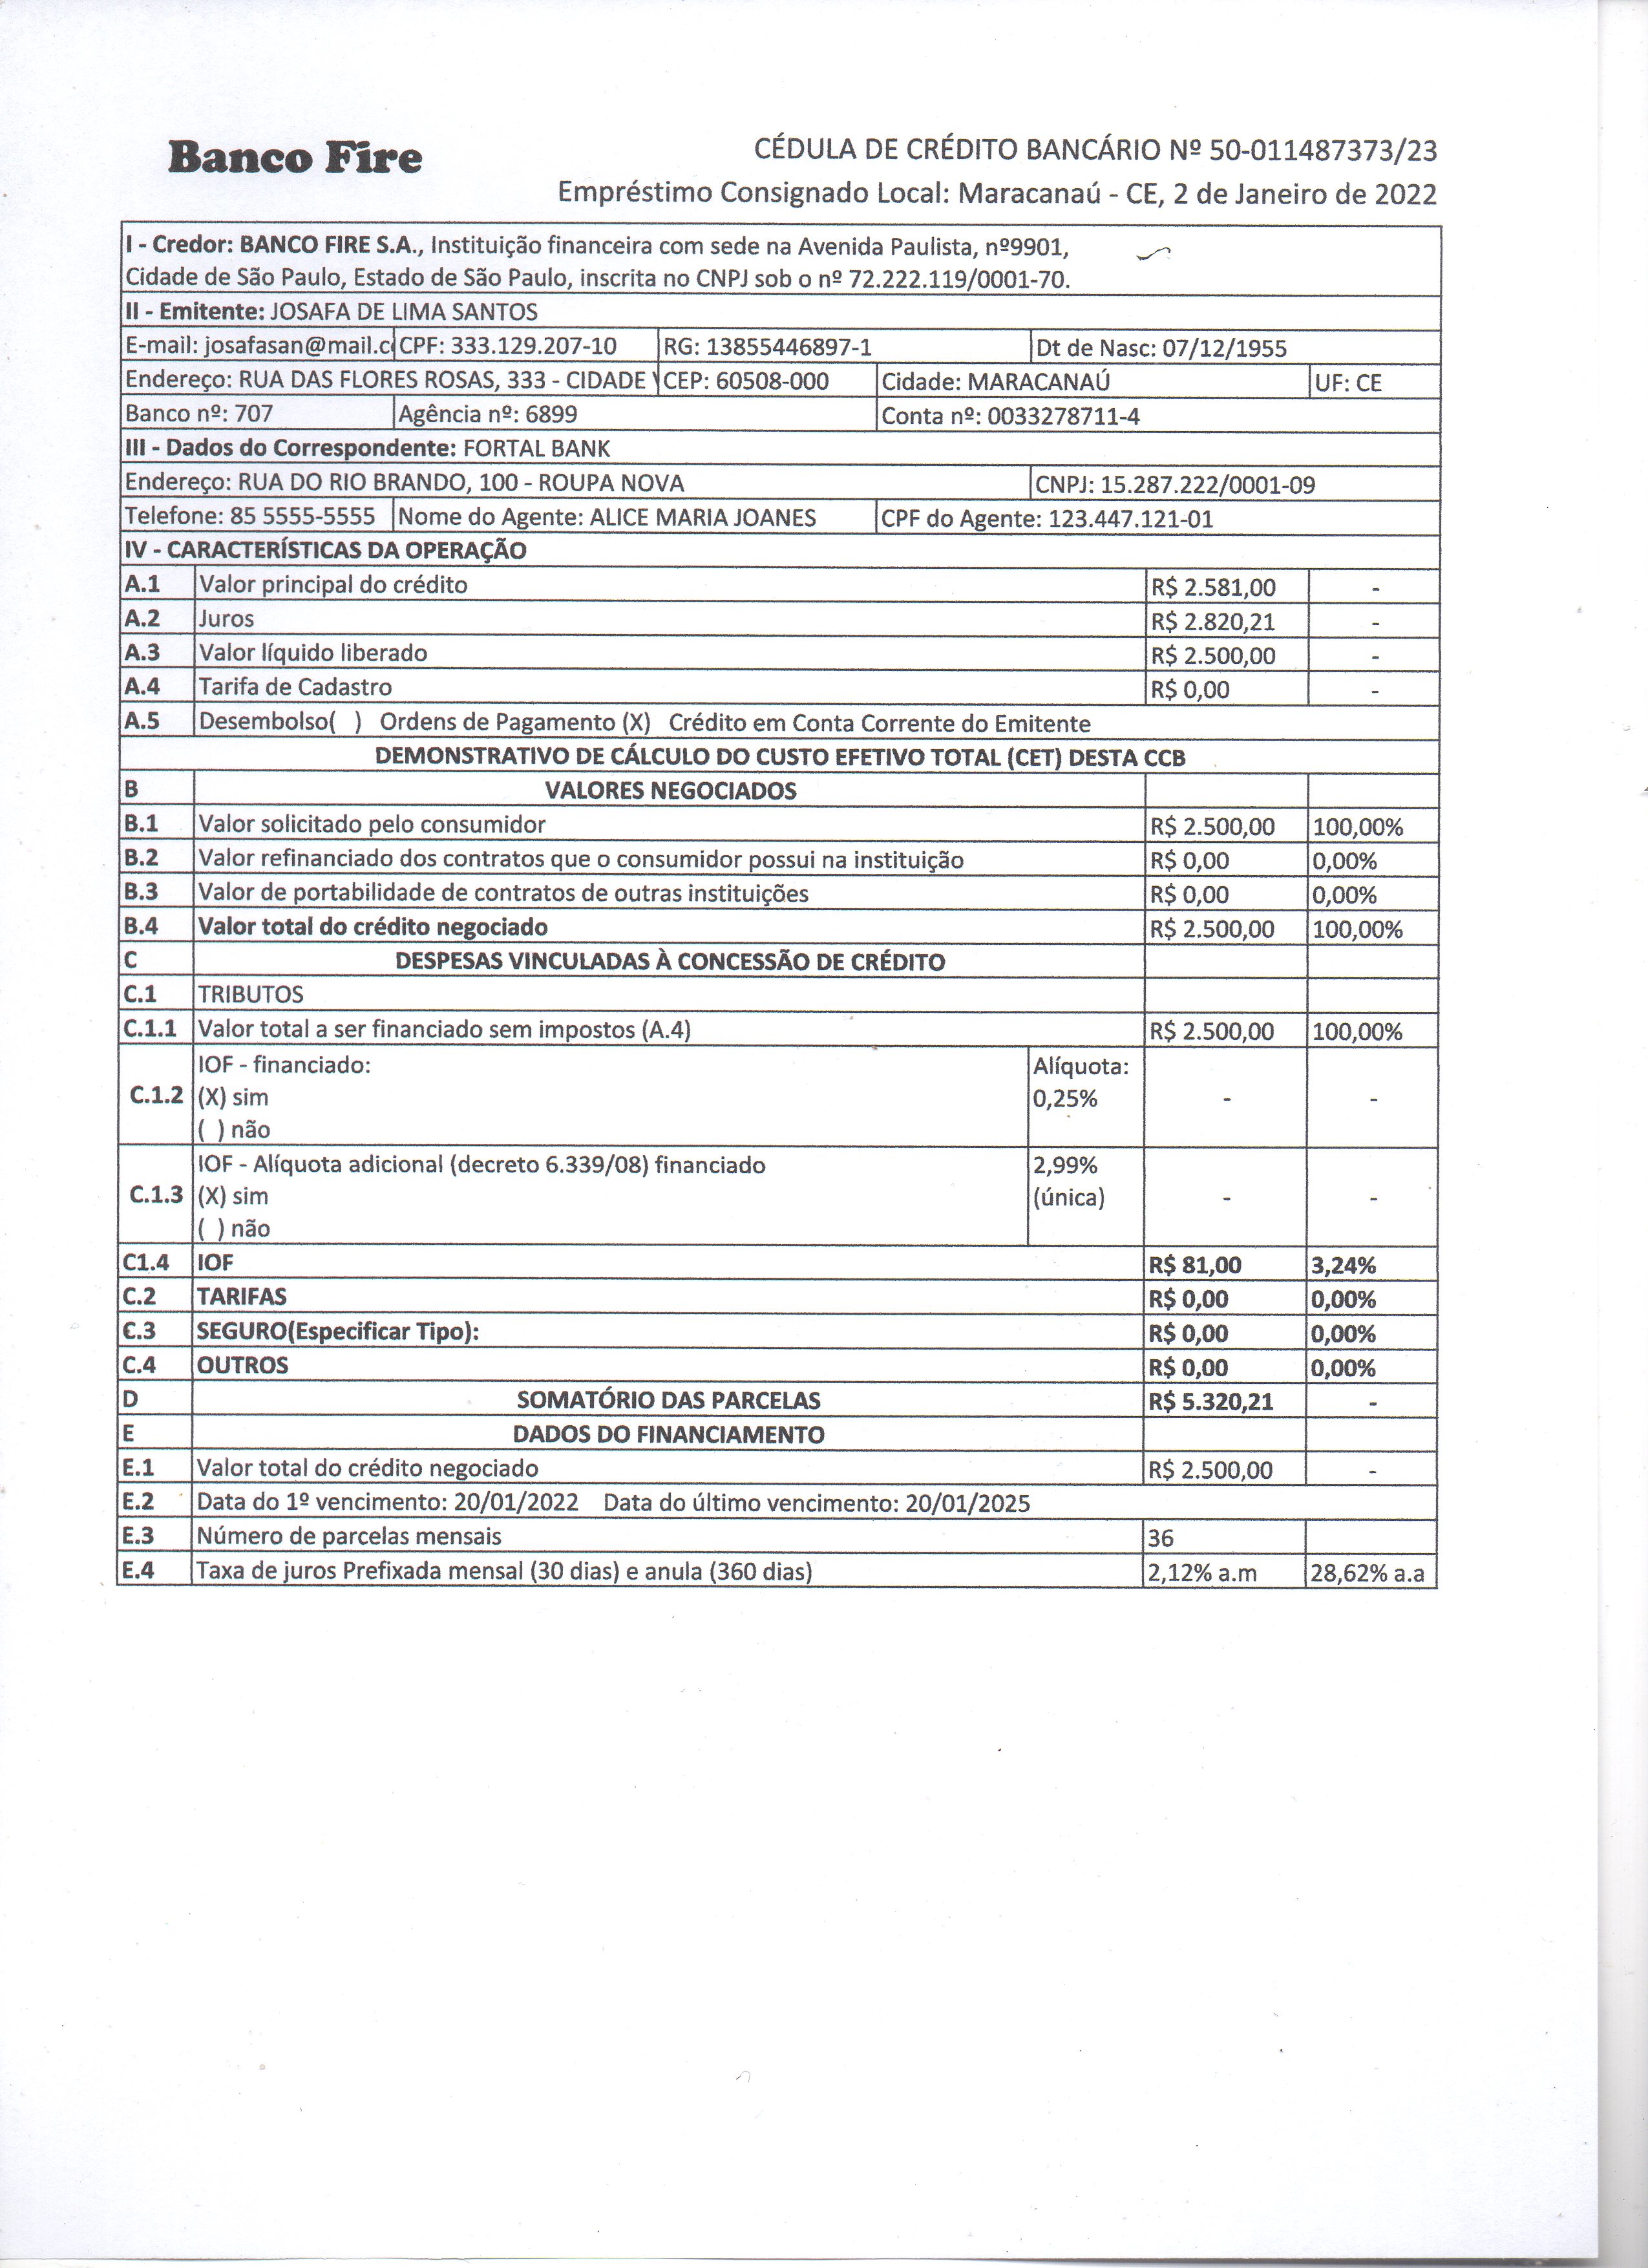 Banco Fire
CÉDULA DE CRÉDITO BANCÁRIO Nº 50-011487373/23
Empréstimo Consignado Local: Maracanaú - CE, 2 de Janeiro de 2022
I - Credor: BANCO FIRE S.A., Instituição financeira com sede na Avenida Paulista, nº9901,
Cidade de São Paulo, Estado de São Paulo, inscrita no CNPJ sob o nº 72.222.119/0001-70.
II - Emitente: JOSAFA DE LIMA SANTOS
E-mail: josafasan@mail.c CPF: 333.129.207-10 RG: 13855446897-1 Dt de Nasc: 07/12/1955
Endereço: RUA DAS FLORES ROSAS, 333 - CIDADE CEP: 60508-000 Cidade: MARACANAÚ UF: CE
Banco nº: 707 Agência nº: 6899 Conta nº: 0033278711-4
III - Dados do Correspondente: FORTAL BANK
Endereço: RUA DO RIO BRANDO, 100 - ROUPA NOVA CNPJ: 15.287.222/0001-09
Telefone: 85 5555-5555 Nome do Agente: ALICE MARIA JOANES CPF do Agente: 123.447.121-01
IV - CARACTERÍSTICAS DA OPERAÇÃO
A.1 Valor principal do crédito R$ 2.581,00 -
A.2 Juros R$ 2.820,21 -
A.3 Valor líquido liberado R$ 2.500,00 -
A.4 Tarifa de Cadastro R$ 0,00 -
A.5 Desembolso( ) Ordens de Pagamento (X) Crédito em Conta Corrente do Emitente
DEMONSTRATIVO DE CÁLCULO DO CUSTO EFETIVO TOTAL (CET) DESTA CCB
B VALORES NEGOCIADOS
B.1 Valor solicitado pelo consumidor R$ 2.500,00 100,00%
B.2 Valor refinanciado dos contratos que o consumidor possui na instituição R$ 0,00 0,00%
B.3 Valor de portabilidade de contratos de outras instituições R$ 0,00 0,00%
B.4 Valor total do crédito negociado R$ 2.500,00 100,00%
C DESPESAS VINCULADAS À CONCESSÃO DE CRÉDITO
C.1 TRIBUTOS
C.1.1 Valor total a ser financiado sem impostos (A.4) R$ 2.500,00 100,00%
IOF - financiado: Alíquota:
C.1.2 (X) sim 0,25% - -
( ) não
IOF - Alíquota adicional (decreto 6.339/08) financiado 2,99%
C.1.3 (X) sim (única) - -
( ) não
C1.4 IOF R$ 81,00 3,24%
C.2 TARIFAS R$ 0,00 0,00%
C.3 SEGURO(Especificar Tipo): R$ 0,00 0,00%
C.4 OUTROS R$ 0,00 0,00%
D SOMATÓRIO DAS PARCELAS R$ 5.320,21 -
E DADOS DO FINANCIAMENTO
E.1 Valor total do crédito negociado R$ 2.500,00 -
E.2 Data do 1º vencimento: 20/01/2022 Data do último vencimento: 20/01/2025
E.3 Número de parcelas mensais 36
E.4 Taxa de juros Prefixada mensal (30 dias) e anula (360 dias) 2,12% a.m 28,62% a.a